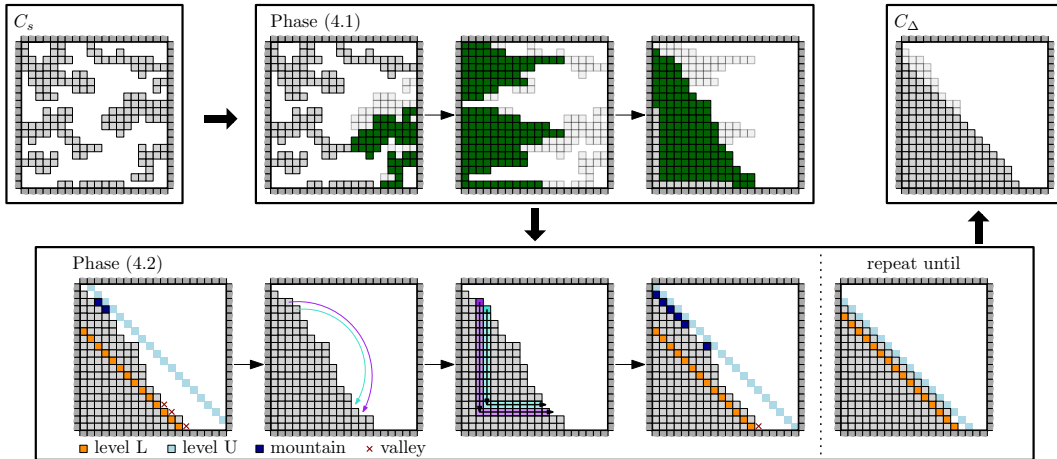 C_s
Phase (4.1)
C_Δ
Phase (4.2)
repeat until
level L
level U
mountain
× valley